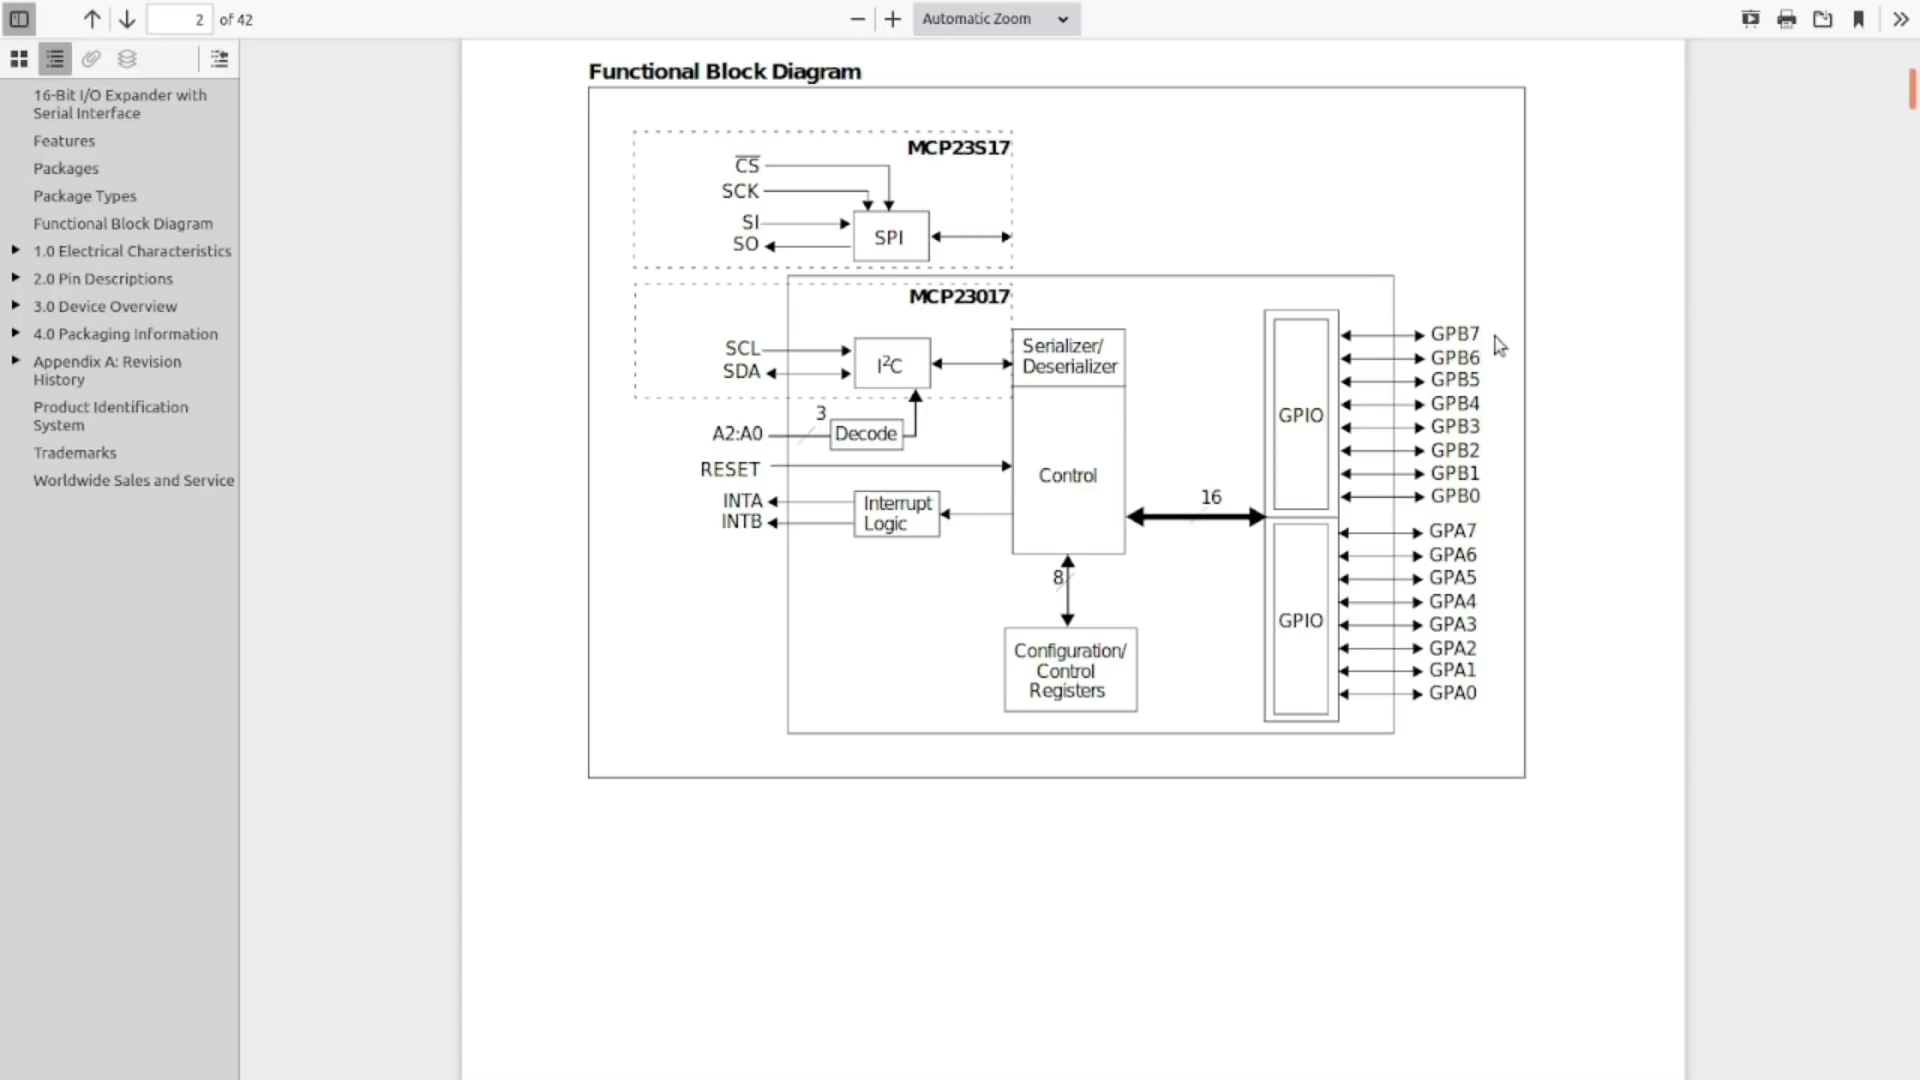 2 of 42
Automatic Zoom
16-Bit I/O Expander with
Serial Interface
Features
Packages
Package Types
Functional Block Diagram
1.0 Electrical Characteristics
2.0 Pin Descriptions
3.0 Device Overview
4.0 Packaging Information
Appendix A: Revision
History
Product Identification
System
Trademarks
Worldwide Sales and Service
Functional Block Diagram
MCP23S17
CS
SCK
SI
SO
SPI
MCP23017
SCL
SDA
I²C
Serializer/
Deserializer
3
A2:A0
Decode
RESET
Control
INTA
INTB
Interrupt
Logic
16
8
Configuration/
Control
Registers
GPIO
GPB7
GPB6
GPB5
GPB4
GPB3
GPB2
GPB1
GPB0
GPIO
GPA7
GPA6
GPA5
GPA4
GPA3
GPA2
GPA1
GPA0